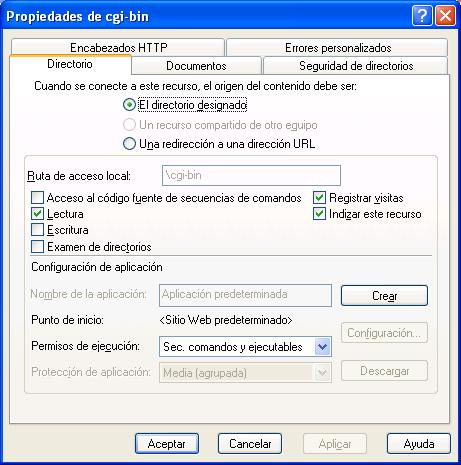 Propiedades de cgi-bin
Encabezados HTTP Errores personalizados
Directorio Documentos Seguridad de directorios
Cuando se conecte a este recurso, el origen del contenido debe ser:
El directorio designado
Un recurso compartido de otro equipo
Una redirección a una dirección URL
Ruta de acceso local: \cgi-bin
Acceso al código fuente de secuencias de comandos Registrar visitas
Lectura Indizar este recurso
Escritura
Examen de directorios
Configuración de aplicación
Nombre de la aplicación: Aplicación predeterminada Crear
Punto de inicio: <Sitio Web predeterminado>
Configuración...
Permisos de ejecución: Sec. comandos y ejecutables
Protección de aplicación: Media (agrupada) Descargar
Aceptar Cancelar Aplicar Ayuda